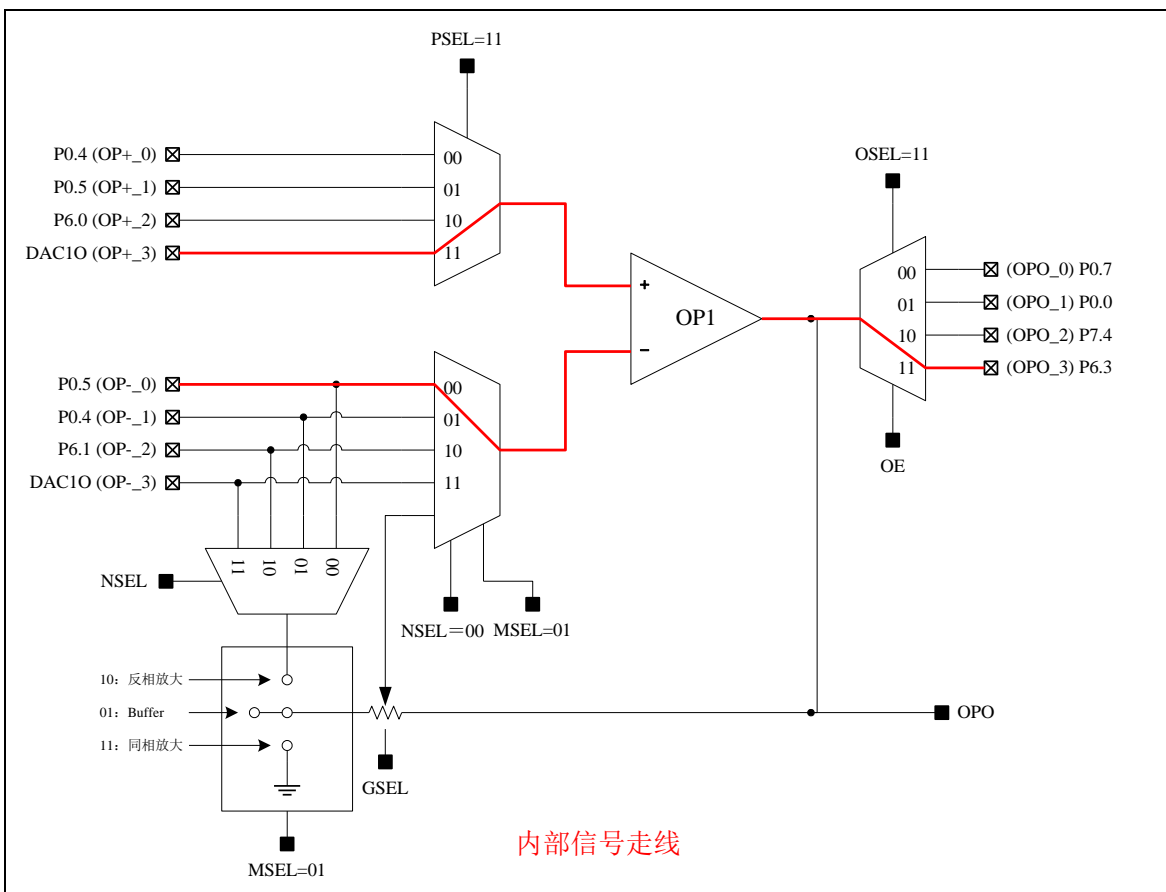 PSEL=11
P0.4 (OP+_0)
P0.5 (OP+_1)
P6.0 (OP+_2)
DAC1O (OP+_3)
00
01
10
11
OSEL=11
00
01
10
11
(OPO_0) P0.7
(OPO_1) P0.0
(OPO_2) P7.4
(OPO_3) P6.3
OE
+
OP1
−
P0.5 (OP-_0)
P0.4 (OP-_1)
P6.1 (OP-_2)
DAC1O (OP-_3)
00
01
10
11
11
10
01
00
NSEL
NSEL=00
MSEL=01
10：反相放大
01：Buffer
11：同相放大
GSEL
OPO
MSEL=01
内部信号走线